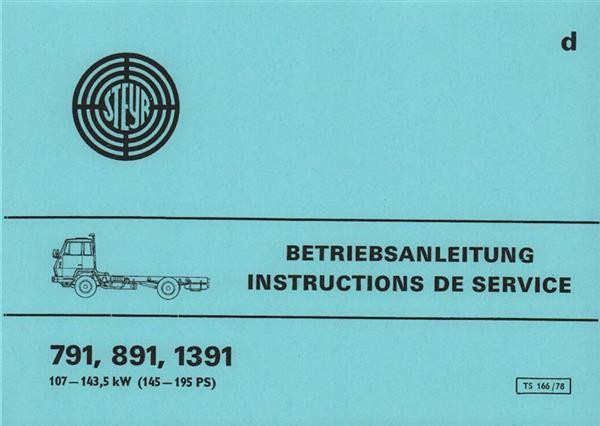 d
STEYR
BETRIEBSANLEITUNG
INSTRUCTIONS DE SERVICE
791, 891, 1391
107–143,5 kW (145–195 PS)
TS 166/78